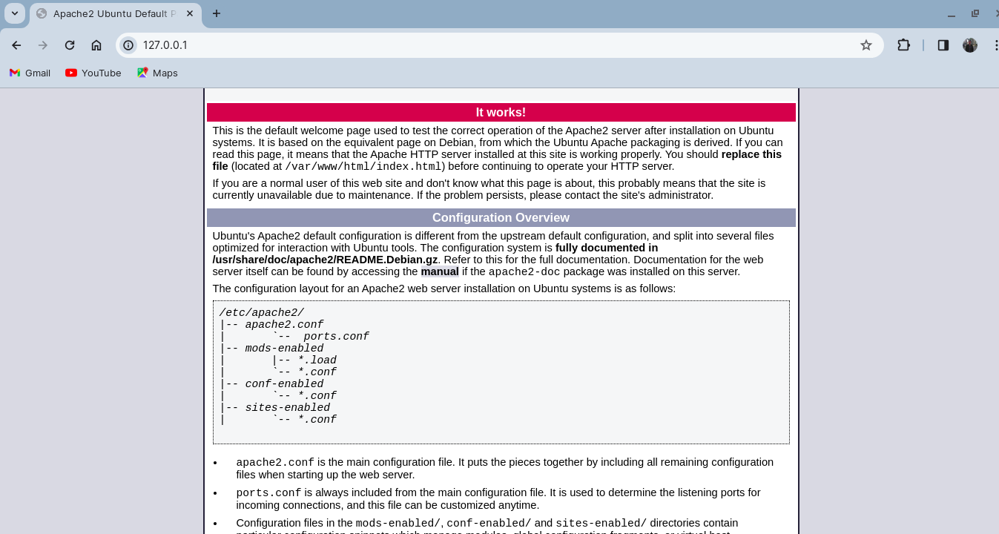 Apache2 Ubuntu Default P
127.0.0.1
Gmail YouTube Maps
It works!
This is the default welcome page used to test the correct operation of the Apache2 server after installation on Ubuntu
systems. It is based on the equivalent page on Debian, from which the Ubuntu Apache packaging is derived. If you can
read this page, it means that the Apache HTTP server installed at this site is working properly. You should replace this
file (located at /var/www/html/index.html) before continuing to operate your HTTP server.
If you are a normal user of this web site and don't know what this page is about, this probably means that the site is
currently unavailable due to maintenance. If the problem persists, please contact the site's administrator.
Configuration Overview
Ubuntu's Apache2 default configuration is different from the upstream default configuration, and split into several files
optimized for interaction with Ubuntu tools. The configuration system is fully documented in
/usr/share/doc/apache2/README.Debian.gz. Refer to this for the full documentation. Documentation for the web
server itself can be found by accessing the manual if the apache2-doc package was installed on this server.
The configuration layout for an Apache2 web server installation on Ubuntu systems is as follows:
/etc/apache2/
|-- apache2.conf
|       `--  ports.conf
|-- mods-enabled
|       |-- *.load
|       `-- *.conf
|-- conf-enabled
|       `-- *.conf
|-- sites-enabled
|       `-- *.conf
• apache2.conf is the main configuration file. It puts the pieces together by including all remaining configuration
files when starting up the web server.
• ports.conf is always included from the main configuration file. It is used to determine the listening ports for
incoming connections, and this file can be customized anytime.
• Configuration files in the mods-enabled/, conf-enabled/ and sites-enabled/ directories contain
particular configuration snippets which manage modules, global configuration fragments, or virtual host